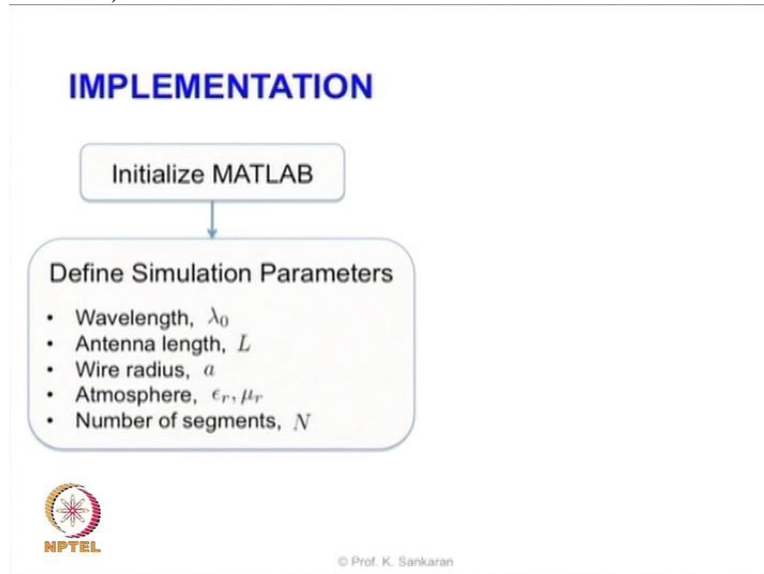 IMPLEMENTATION
Initialize MATLAB
Define Simulation Parameters
• Wavelength, λ₀
• Antenna length, L
• Wire radius, a
• Atmosphere, ϵᵣ, μᵣ
• Number of segments, N
NPTEL
© Prof. K. Sankaran